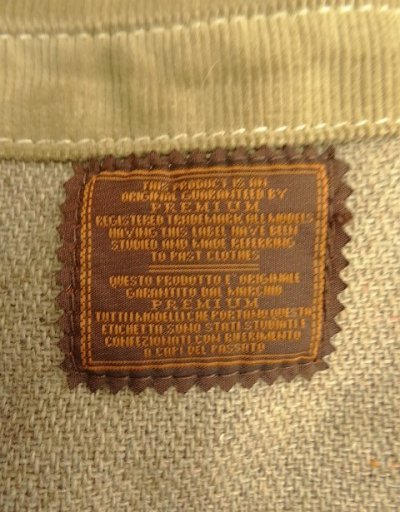 THIS PRODUCT IS AN
ORIGINAL GUARANTEED BY
PREMIUM
REGISTERED TRADEMARK ALL MODELS
HAVING THIS LABEL HAVE BEEN
STUDIED AND MADE REFERRING
TO PAST CLOTHES
QUESTO PRODOTTO E' ORIGINALE
GARANTITO DAL MARCHIO
PREMIUM
TUTTI I MODELLI CHE PORTANO QUESTA
ETICHETTA SONO STATI STUDIATI E
CONFEZIONATI CON RIFERIMENTO
A CAPI DEL PASSATO